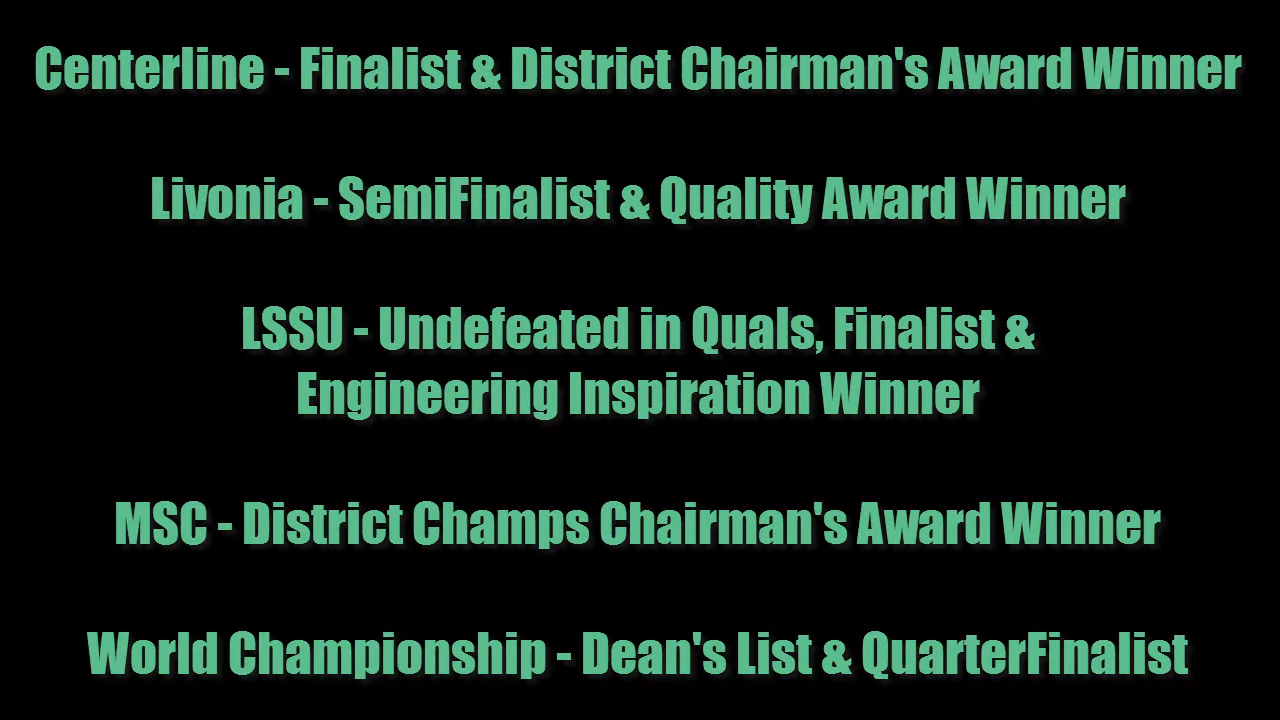 Centerline - Finalist & District Chairman's Award Winner
Livonia - SemiFinalist & Quality Award Winner
LSSU - Undefeated in Quals, Finalist &
Engineering Inspiration Winner
MSC - District Champs Chairman's Award Winner
World Championship - Dean's List & QuarterFinalist